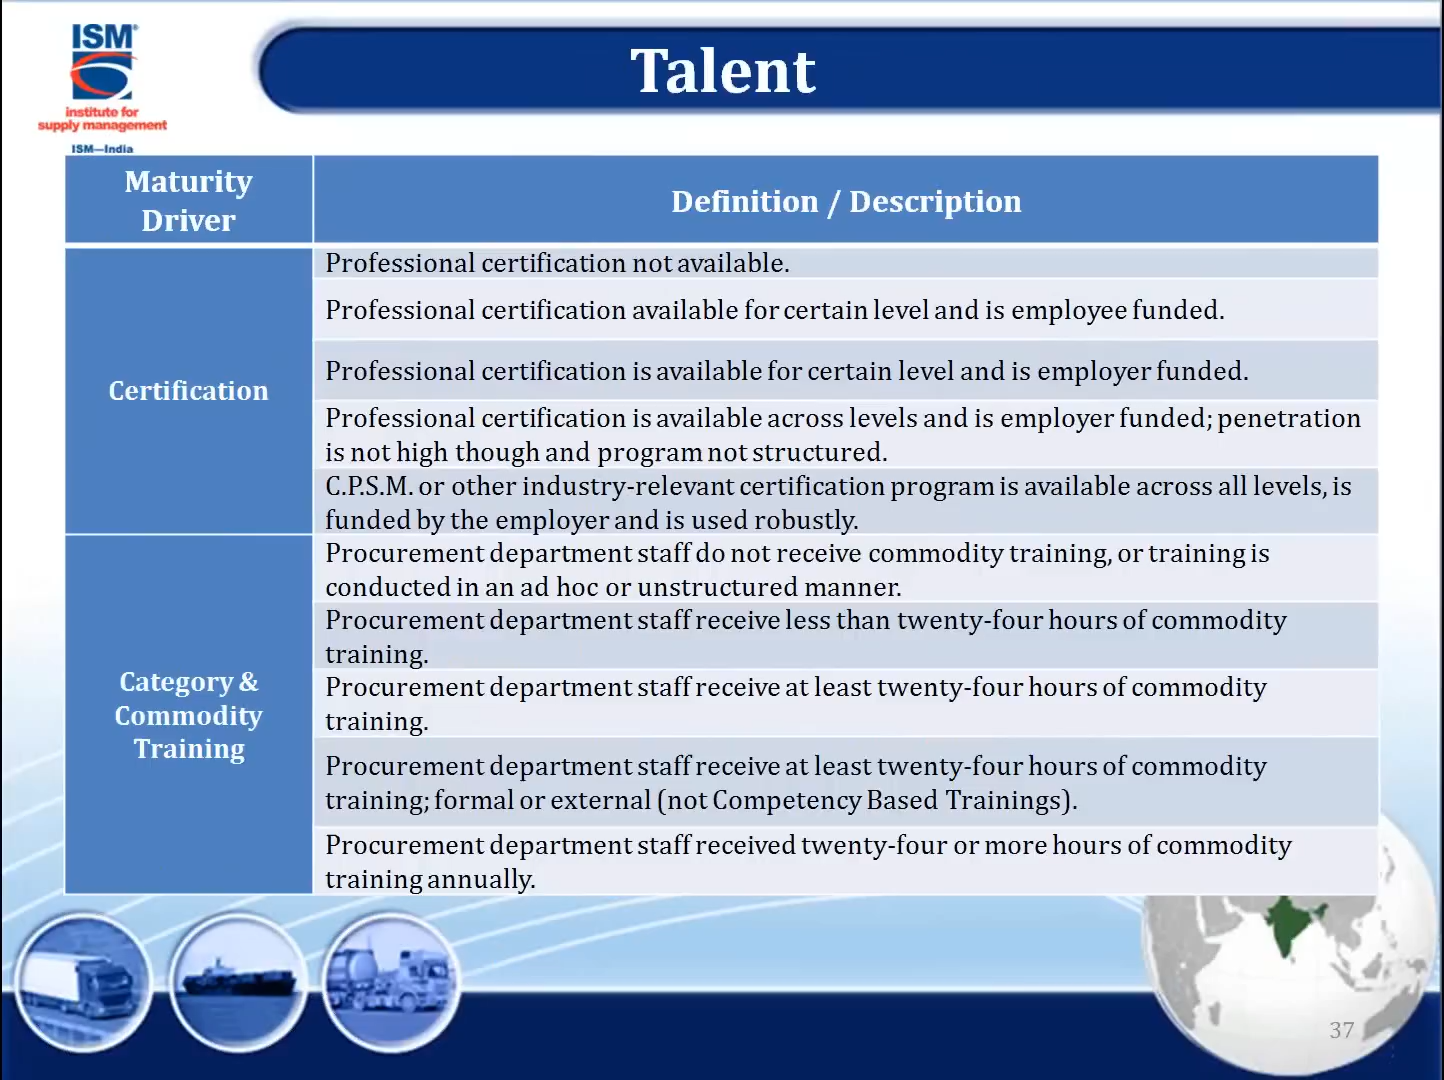 ISM®
institute for
supply management
ISM—India
Talent
Maturity
Driver
Definition / Description
Certification
Professional certification not available.
Professional certification available for certain level and is employee funded.
Professional certification is available for certain level and is employer funded.
Professional certification is available across levels and is employer funded; penetration
is not high though and program not structured.
C.P.S.M. or other industry-relevant certification program is available across all levels, is
funded by the employer and is used robustly.
Category &
Commodity
Training
Procurement department staff do not receive commodity training, or training is
conducted in an ad hoc or unstructured manner.
Procurement department staff receive less than twenty-four hours of commodity
training.
Procurement department staff receive at least twenty-four hours of commodity
training.
Procurement department staff receive at least twenty-four hours of commodity
training; formal or external (not Competency Based Trainings).
Procurement department staff received twenty-four or more hours of commodity
training annually.
37